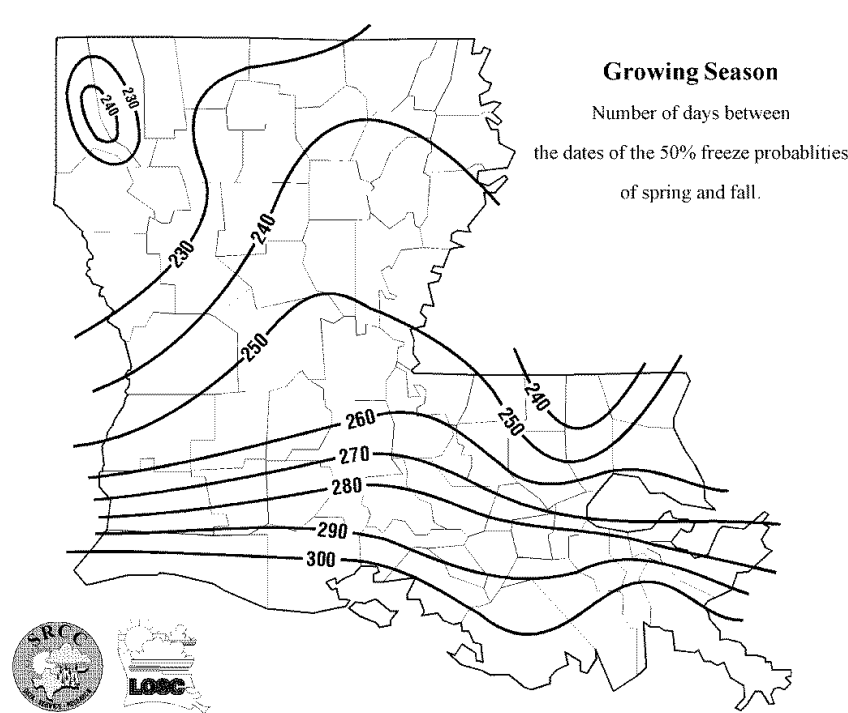 Growing Season
Number of days between
the dates of the 50% freeze probablities
of spring and fall.
230
240
230
240
250
240
250
260
270
280
290
300
SRCC
LOSC